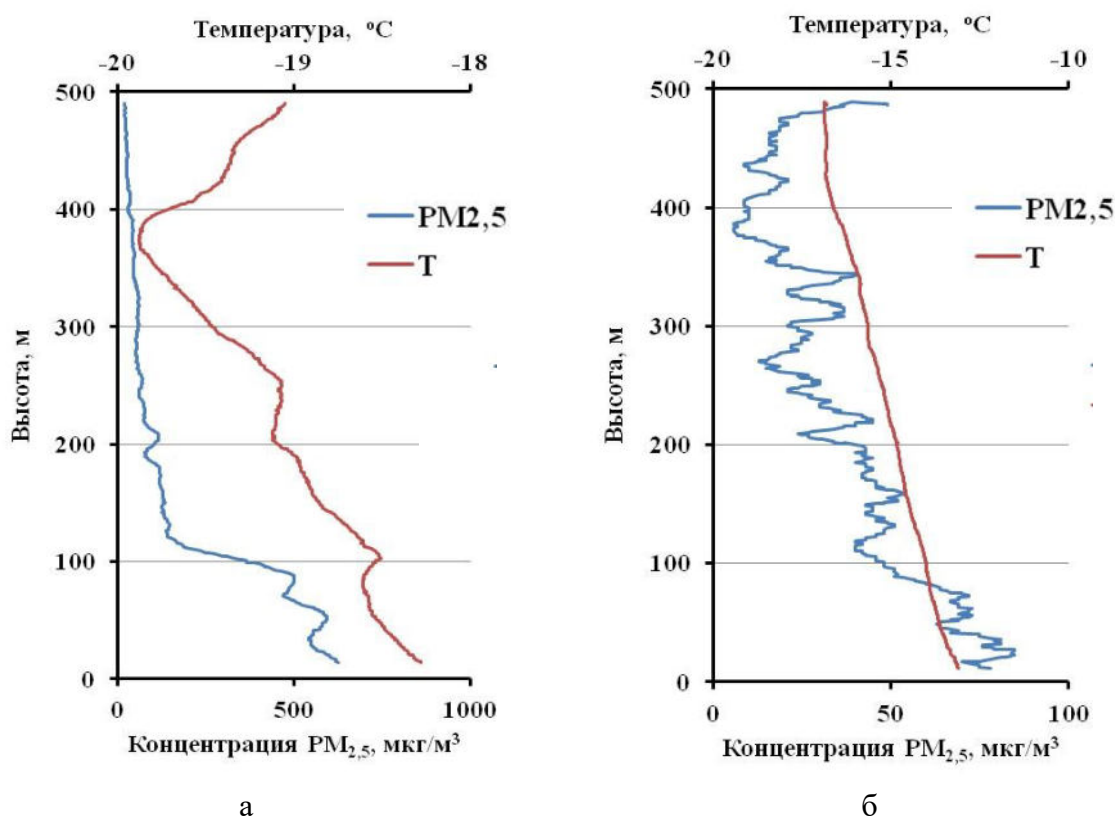 Температура, °C
-20 -19 -18
500
400
300
200
100
0
Высота, м
PM2,5
T
0 500 1000
Концентрация PM2,5, мкг/м³
а
Температура, °C
-20 -15 -10
500
400
300
200
100
0
Высота, м
PM2,5
T
0 50 100
Концентрация PM2,5, мкг/м³
б